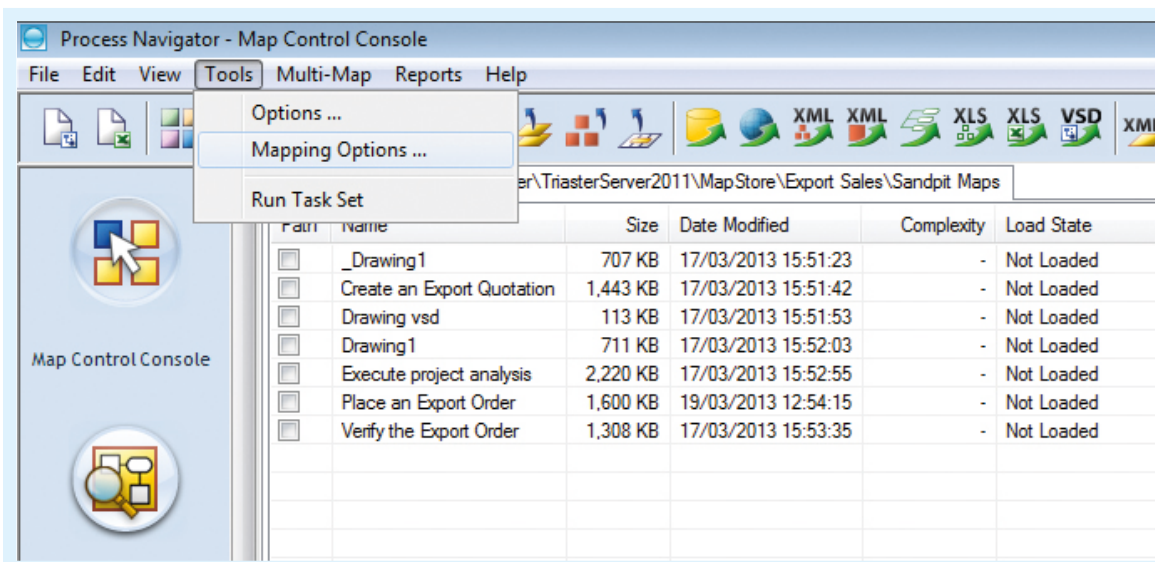 Process Navigator - Map Control Console
File Edit View Tools Multi-Map Reports Help
Options ...
Mapping Options ...
Run Task Set
XML XML XLS XLS VSD XML
er\TriasterServer2011\MapStore\Export Sales\Sandpit Maps
Path Name Size Date Modified Complexity Load State
_Drawing1 707 KB 17/03/2013 15:51:23 - Not Loaded
Create an Export Quotation 1,443 KB 17/03/2013 15:51:42 - Not Loaded
Drawing vsd 113 KB 17/03/2013 15:51:53 - Not Loaded
Drawing1 711 KB 17/03/2013 15:52:03 - Not Loaded
Execute project analysis 2,220 KB 17/03/2013 15:52:55 - Not Loaded
Place an Export Order 1,600 KB 19/03/2013 12:54:15 - Not Loaded
Verify the Export Order 1,308 KB 17/03/2013 15:53:35 - Not Loaded
Map Control Console